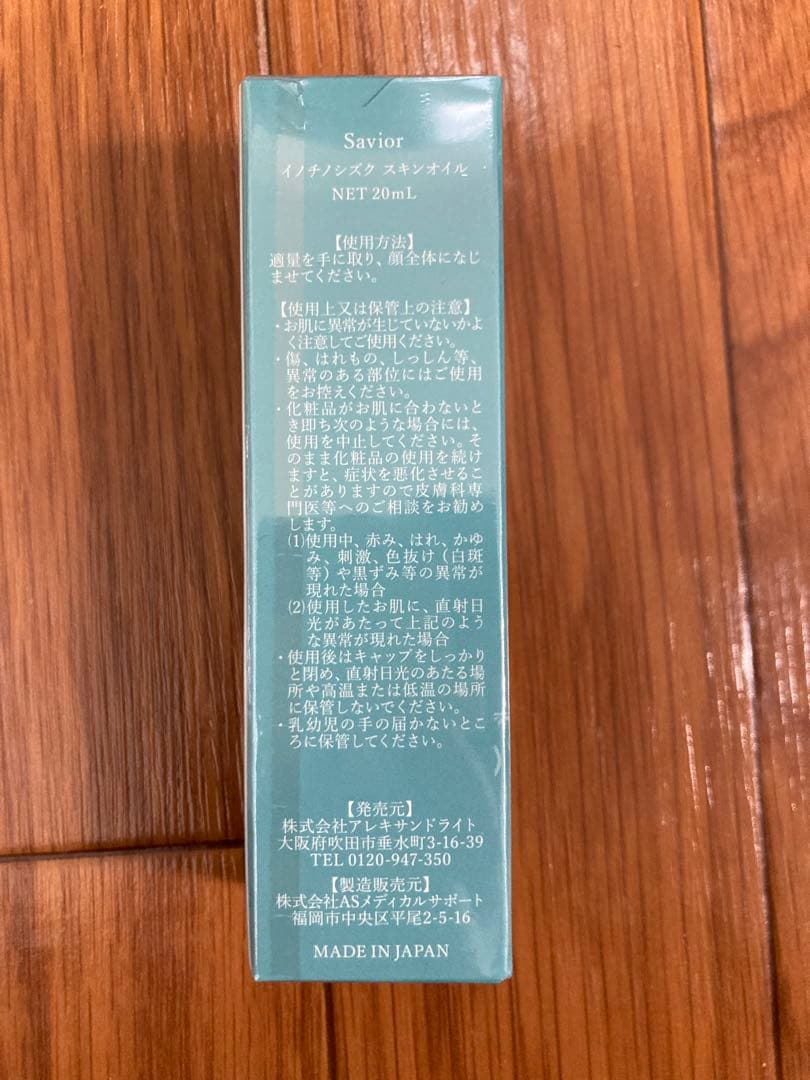 Savior
イノチノシズク スキンオイル
NET 20mL
【使用方法】
適量を手に取り、顔全体になじ
ませてください。
【使用上又は保管上の注意】
・お肌に異常が生じていないかよ
く注意してご使用ください。
・傷、はれもの、しっしん等、
異常のある部位にはご使用
をお控えください。
・化粧品がお肌に合わないと
き即ち次のような場合には、
使用を中止してください。そ
のまま化粧品の使用を続け
ますと、症状を悪化させるこ
とがありますので皮膚科専
門医等へのご相談をお勧め
します。
(1)使用中、赤み、はれ、かゆ
み、刺激、色抜け（白斑
等）や黒ずみ等の異常が
現れた場合
(2)使用したお肌に、直射日
光があたって上記のよう
な異常が現れた場合
・使用後はキャップをしっかり
と閉め、直射日光のあたる場
所や高温または低温の場所
に保管しないでください。
・乳幼児の手の届かないとこ
ろに保管してください。
【発売元】
株式会社アレキサンドライト
大阪府吹田市垂水町3-16-39
TEL 0120-947-350
【製造販売元】
株式会社ASメディカルサポート
福岡市中央区平尾2-5-16
MADE IN JAPAN